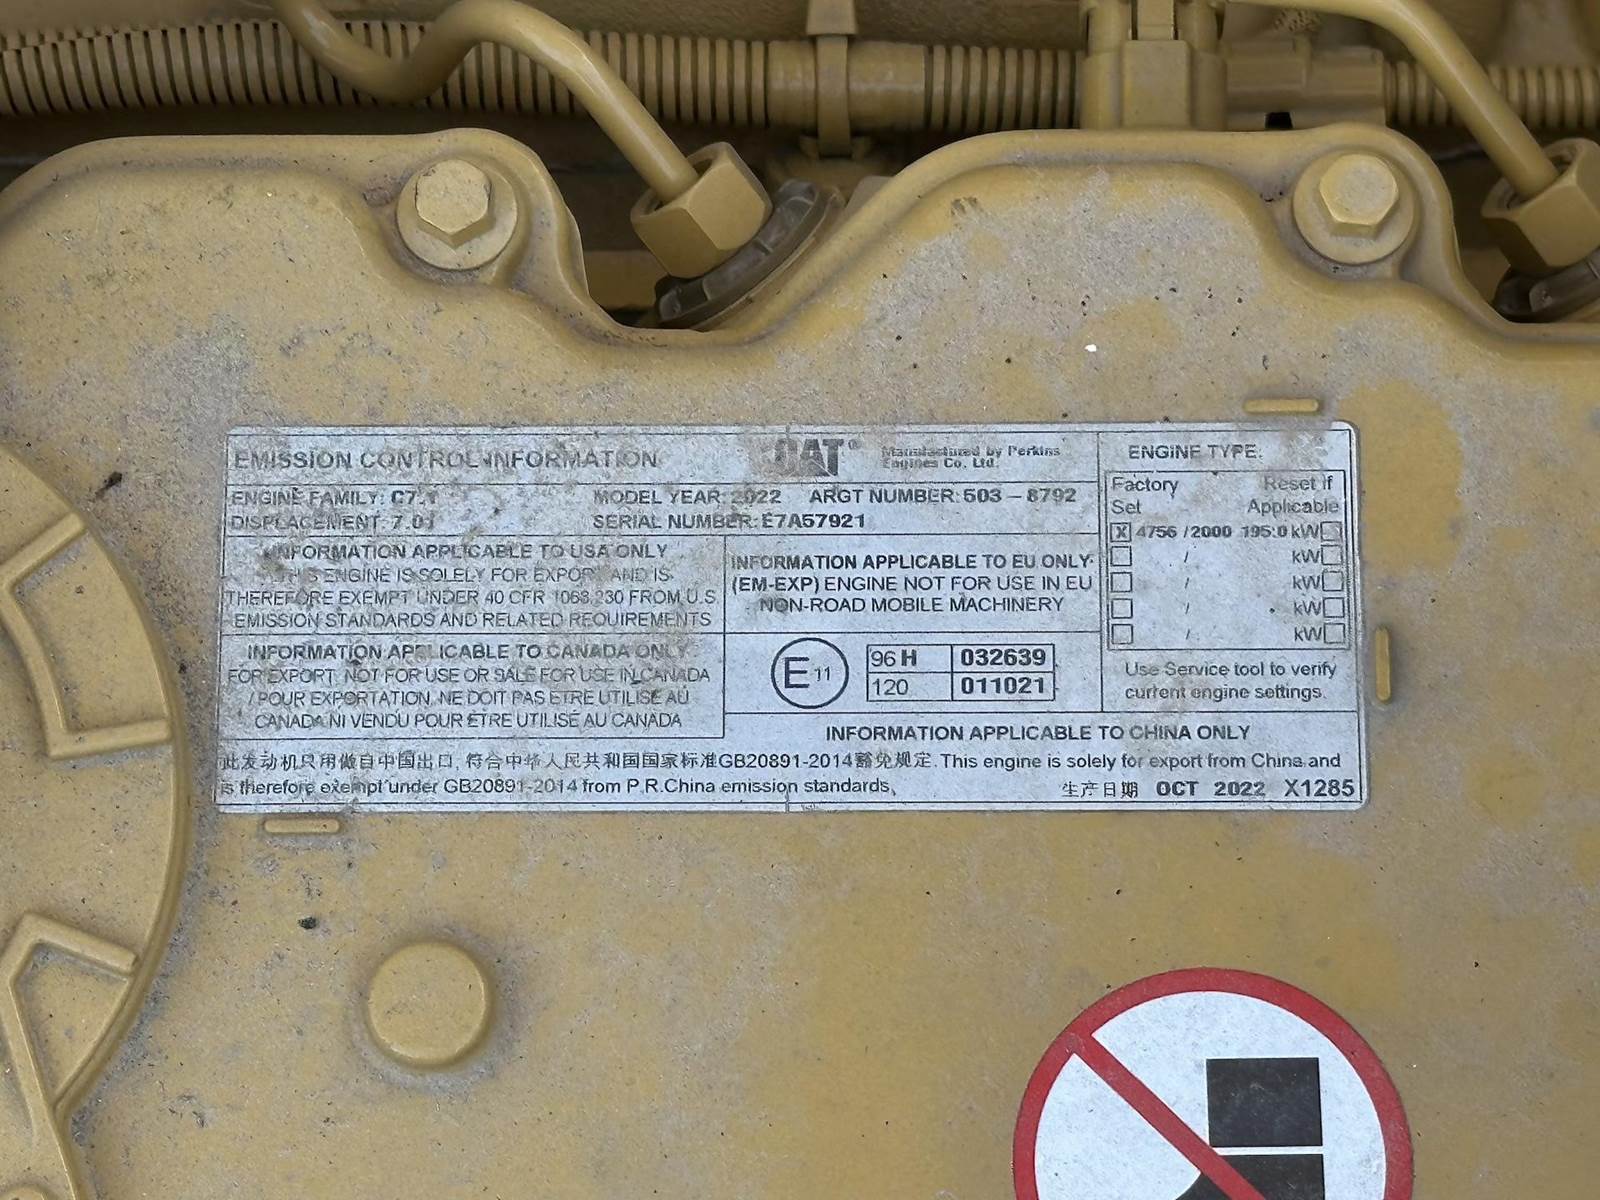 EMISSION CONTROL INFORMATION
CAT® Manufactured by Perkins
Engines Co. Ltd.
ENGINE FAMILY: C7.1 MODEL YEAR: 2022 ARGT NUMBER: 503 – 8792
DISPLACEMENT: 7.01 SERIAL NUMBER: E7A57921
INFORMATION APPLICABLE TO USA ONLY
THIS ENGINE IS SOLELY FOR EXPORT AND IS
THEREFORE EXEMPT UNDER 40 CFR 1068.230 FROM U.S
EMISSION STANDARDS AND RELATED REQUIREMENTS
INFORMATION APPLICABLE TO CANADA ONLY
FOR EXPORT. NOT FOR USE OR SALE FOR USE IN CANADA
/ POUR EXPORTATION. NE DOIT PAS ETRE UTILISÉ AU
CANADA NI VENDU POUR ÊTRE UTILISÉ AU CANADA
INFORMATION APPLICABLE TO EU ONLY-
(EM-EXP) ENGINE NOT FOR USE IN EU
NON-ROAD MOBILE MACHINERY
E 11
96 H 032639
120 011021
ENGINE TYPE:
Factory Set Reset if Applicable
X 4756 / 2000 195.0 kW
/ kW
/ kW
/ kW
/ kW
Use Service tool to verify
current engine settings.
INFORMATION APPLICABLE TO CHINA ONLY
此发动机只用做自中国出口, 符合中华人民共和国国家标准GB20891-2014豁免规定. This engine is solely for export from China and
is therefore exempt under GB20891-2014 from P.R.China emission standards.
生产日期 OCT 2022 X1285